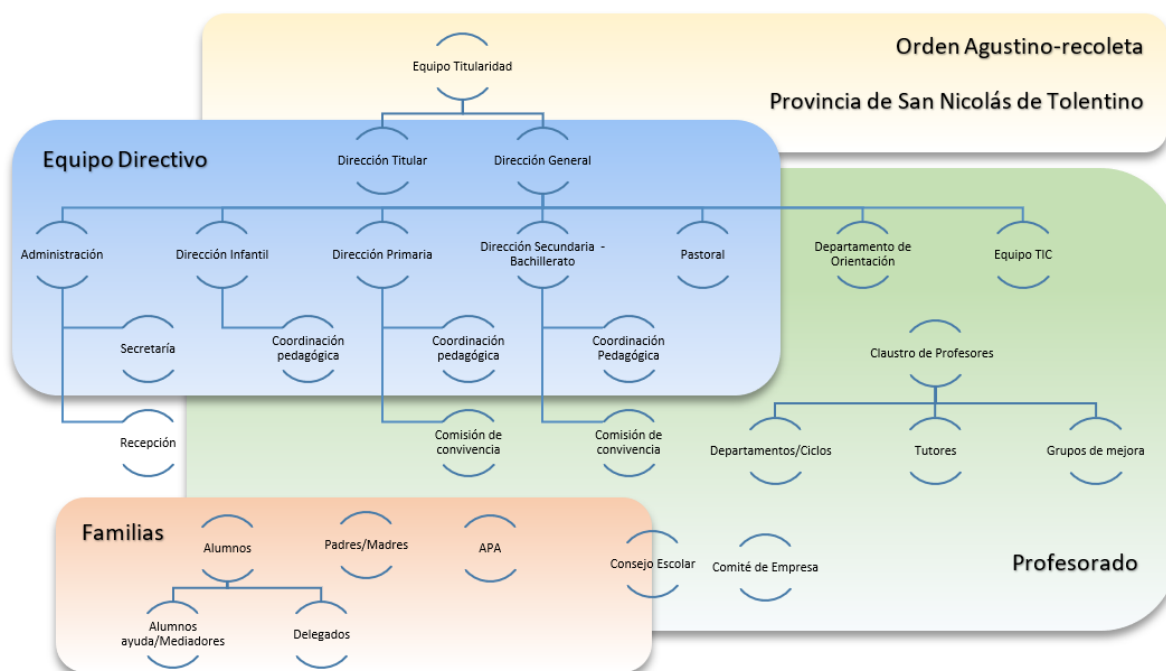 Orden Agustino-recoleta
Equipo Titularidad
Provincia de San Nicolás de Tolentino
Equipo Directivo
Dirección Titular
Dirección General
Administración
Dirección Infantil
Dirección Primaria
Dirección Secundaria -
Bachillerato
Pastoral
Departamento de
Orientación
Equipo TIC
Secretaría
Coordinación
pedagógica
Coordinación
pedagógica
Coordinación
Pedagógica
Claustro de Profesores
Recepción
Comisión de
convivencia
Comisión de
convivencia
Departamentos/Ciclos
Tutores
Grupos de mejora
Familias
Alumnos
Padres/Madres
APA
Consejo Escolar
Comité de Empresa
Profesorado
Alumnos
ayuda/Mediadores
Delegados